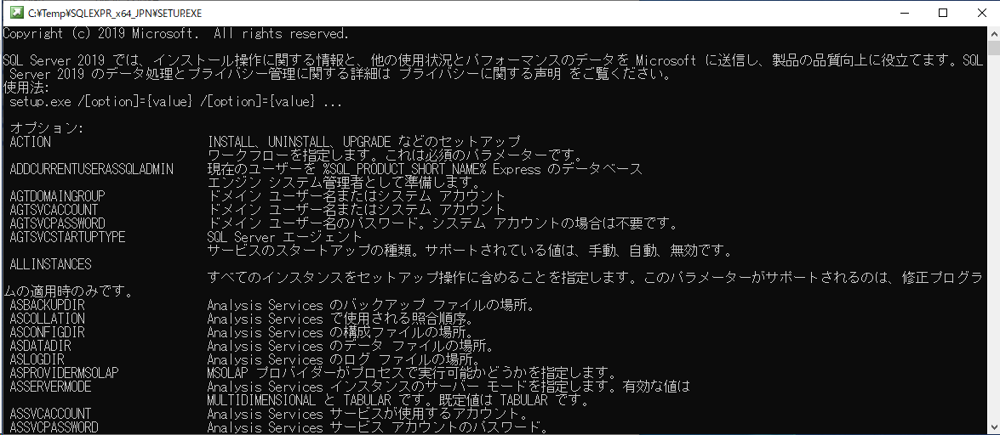 C:¥Temp¥SQLEXPR_x64_JPN¥SETUP.EXE
Copyright (c) 2019 Microsoft.  All rights reserved.
SQL Server 2019 では、インストール操作に関する情報と、他の使用状況とパフォーマンスのデータを Microsoft に送信し、製品の品質向上に役立てます。SQL
Server 2019 のデータ処理とプライバシー管理に関する詳細は プライバシーに関する声明 をご覧ください。
使用法:
setup.exe /[option]={value} /[option]={value} ...
オプション:
ACTION INSTALL、UNINSTALL、UPGRADE などのセットアップ
ワークフローを指定します。これは必須のパラメーターです。
ADDCURRENTUSERASSQLADMIN 現在のユーザーを %SQL_PRODUCT_SHORT_NAME% Express のデータベース
エンジン システム管理者として準備します。
AGTDOMAINGROUP ドメイン ユーザー名またはシステム アカウント
AGTSVCACCOUNT ドメイン ユーザー名またはシステム アカウント
AGTSVCPASSWORD ドメイン ユーザー名のパスワード。システム アカウントの場合は不要です。
AGTSVCSTARTUPTYPE SQL Server エージェント
サービスのスタートアップの種類。サポートされている値は、手動、自動、無効です。
ALLINSTANCES
すべてのインスタンスをセットアップ操作に含めることを指定します。このパラメーターがサポートされるのは、修正プログラ
ムの適用時のみです。
ASBACKUPDIR Analysis Services のバックアップ ファイルの場所。
ASCOLLATION Analysis Services で使用される照合順序。
ASCONFIGDIR Analysis Services の構成ファイルの場所。
ASDATADIR Analysis Services のデータ ファイルの場所。
ASLOGDIR Analysis Services のログ ファイルの場所。
ASPROVIDERMSOLAP MSOLAP プロバイダーがプロセスで実行可能かどうかを指定します。
ASSERVERMODE Analysis Services インスタンスのサーバー モードを指定します。有効な値は
MULTIDIMENSIONAL と TABULAR です。既定値は TABULAR です。
ASSVCACCOUNT Analysis Services サービスが使用するアカウント。
ASSVCPASSWORD Analysis Services サービス アカウントのパスワード。